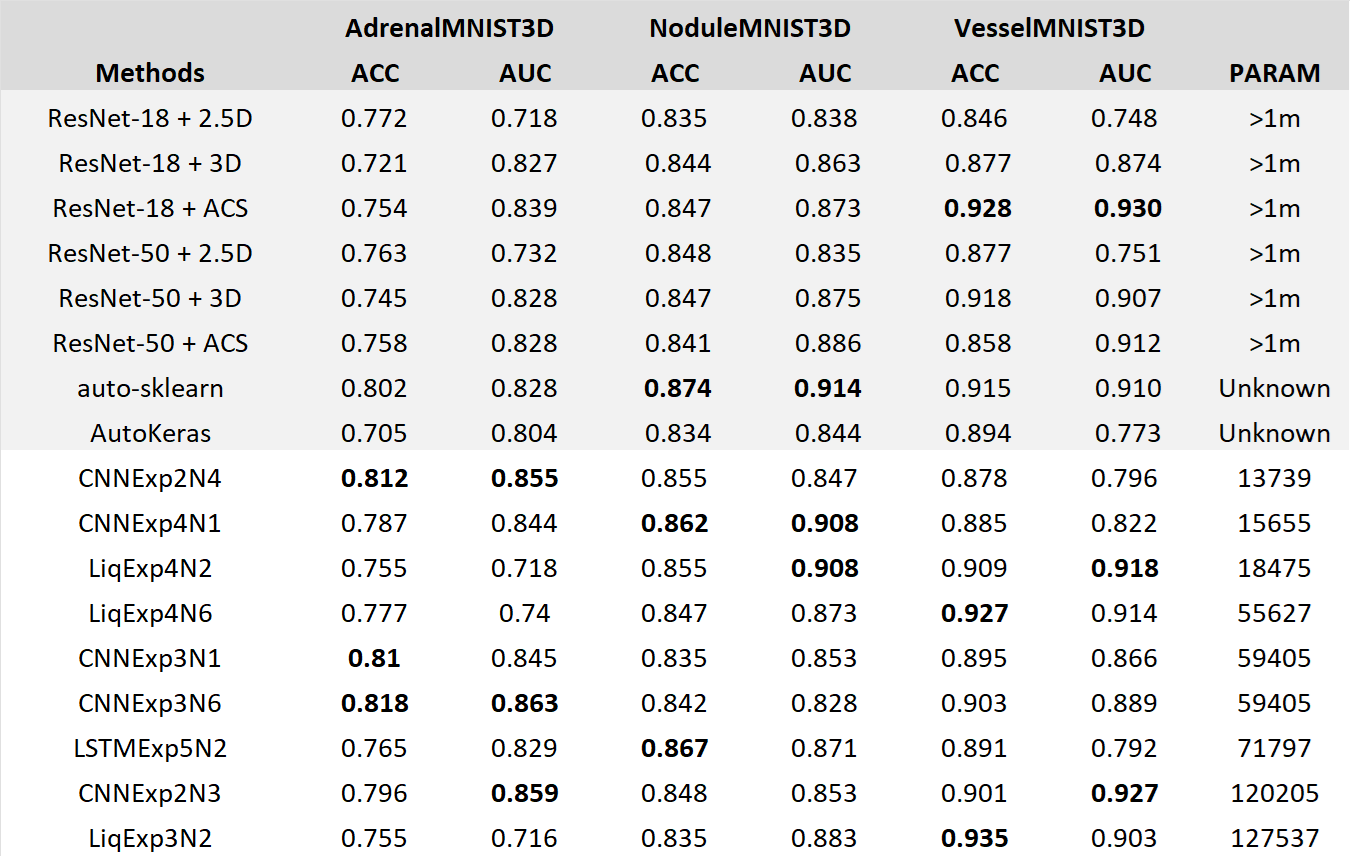 AdrenalMNIST3D NoduleMNIST3D VesselMNIST3D
Methods ACC AUC ACC AUC ACC AUC PARAM
ResNet-18 + 2.5D 0.772 0.718 0.835 0.838 0.846 0.748 >1m
ResNet-18 + 3D 0.721 0.827 0.844 0.863 0.877 0.874 >1m
ResNet-18 + ACS 0.754 0.839 0.847 0.873 0.928 0.930 >1m
ResNet-50 + 2.5D 0.763 0.732 0.848 0.835 0.877 0.751 >1m
ResNet-50 + 3D 0.745 0.828 0.847 0.875 0.918 0.907 >1m
ResNet-50 + ACS 0.758 0.828 0.841 0.886 0.858 0.912 >1m
auto-sklearn 0.802 0.828 0.874 0.914 0.915 0.910 Unknown
AutoKeras 0.705 0.804 0.834 0.844 0.894 0.773 Unknown
CNNExp2N4 0.812 0.855 0.855 0.847 0.878 0.796 13739
CNNExp4N1 0.787 0.844 0.862 0.908 0.885 0.822 15655
LiqExp4N2 0.755 0.718 0.855 0.908 0.909 0.918 18475
LiqExp4N6 0.777 0.74 0.847 0.873 0.927 0.914 55627
CNNExp3N1 0.81 0.845 0.835 0.853 0.895 0.866 59405
CNNExp3N6 0.818 0.863 0.842 0.828 0.903 0.889 59405
LSTMExp5N2 0.765 0.829 0.867 0.871 0.891 0.792 71797
CNNExp2N3 0.796 0.859 0.848 0.853 0.901 0.927 120205
LiqExp3N2 0.755 0.716 0.835 0.883 0.935 0.903 127537